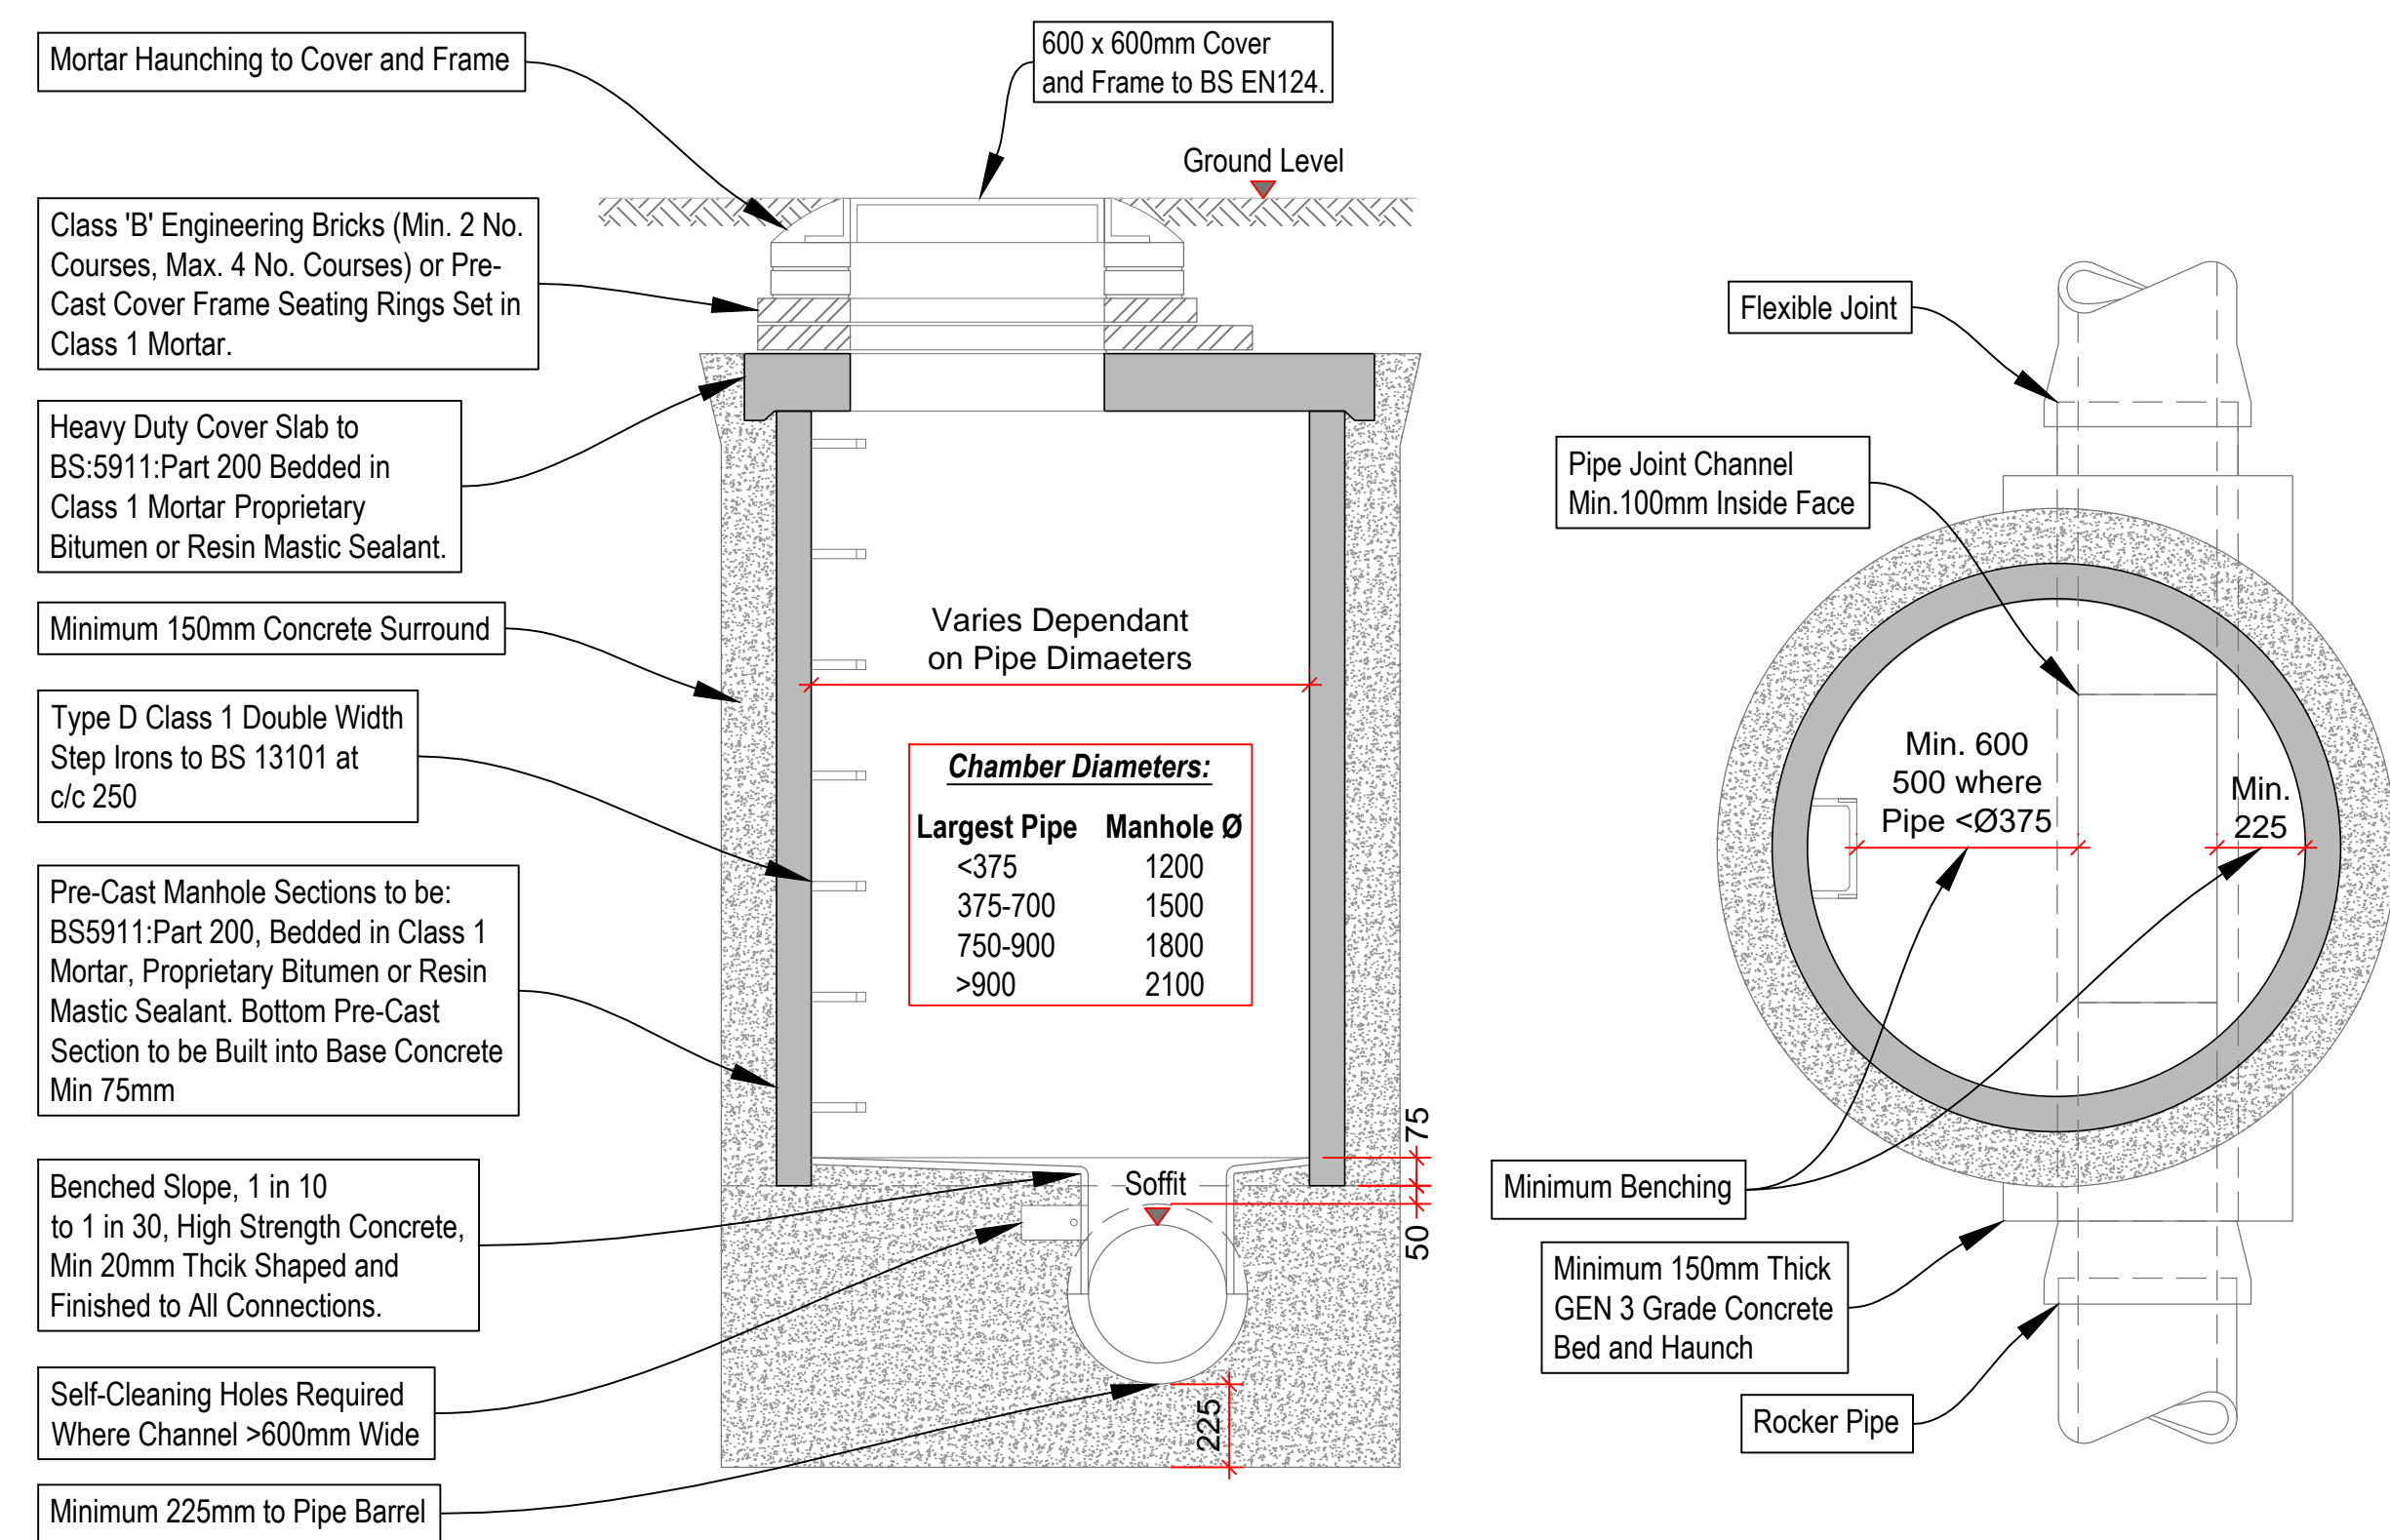 Mortar Haunching to Cover and Frame
600 x 600mm Cover
and Frame to BS EN124.
Ground Level
Class 'B' Engineering Bricks (Min. 2 No.
Courses, Max. 4 No. Courses) or Pre-
Cast Cover Frame Seating Rings Set in
Class 1 Mortar.
Heavy Duty Cover Slab to
BS:5911:Part 200 Bedded in
Class 1 Mortar Proprietary
Bitumen or Resin Mastic Sealant.
Minimum 150mm Concrete Surround
Type D Class 1 Double Width
Step Irons to BS 13101 at
c/c 250
Pre-Cast Manhole Sections to be:
BS5911:Part 200, Bedded in Class 1
Mortar, Proprietary Bitumen or Resin
Mastic Sealant. Bottom Pre-Cast
Section to be Built into Base Concrete
Min 75mm
Benched Slope, 1 in 10
to 1 in 30, High Strength Concrete,
Min 20mm Thcik Shaped and
Finished to All Connections.
Self-Cleaning Holes Required
Where Channel >600mm Wide
Minimum 225mm to Pipe Barrel
Varies Dependant
on Pipe Dimaeters
Chamber Diameters:
Largest Pipe Manhole Ø
<375 1200
375-700 1500
750-900 1800
>900 2100
Soffit
75
50
225
Flexible Joint
Pipe Joint Channel
Min.100mm Inside Face
Min. 600
500 where
Pipe <Ø375
Min.
225
Minimum Benching
Minimum 150mm Thick
GEN 3 Grade Concrete
Bed and Haunch
Rocker Pipe